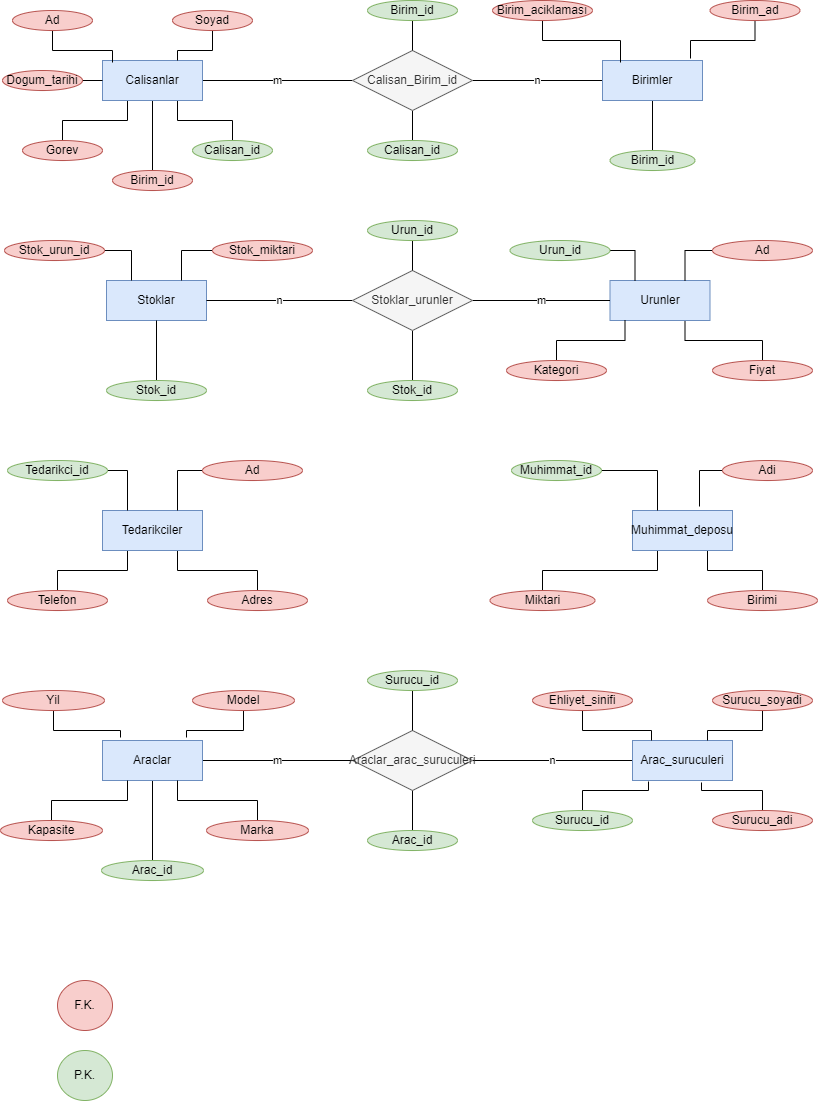 Ad
Soyad
Birim_id
Birim_aciklaması
Birim_ad
Dogum_tarihi
Calisanlar
m
Calisan_Birim_id
n
Birimler
Gorev
Birim_id
Calisan_id
Calisan_id
Birim_id
Stok_urun_id
Stok_miktari
Urun_id
Urun_id
Ad
Stoklar
n
Stoklar_urunler
m
Urunler
Stok_id
Stok_id
Kategori
Fiyat
Tedarikci_id
Ad
Muhimmat_id
Adi
Tedarikciler
Muhimmat_deposu
Telefon
Adres
Miktari
Birimi
Yil
Model
Surucu_id
Ehliyet_sinifi
Surucu_soyadi
Araclar
m
Araclar_arac_suruculeri
n
Arac_suruculeri
Kapasite
Marka
Arac_id
Arac_id
Surucu_id
Surucu_adi
F.K.
P.K.